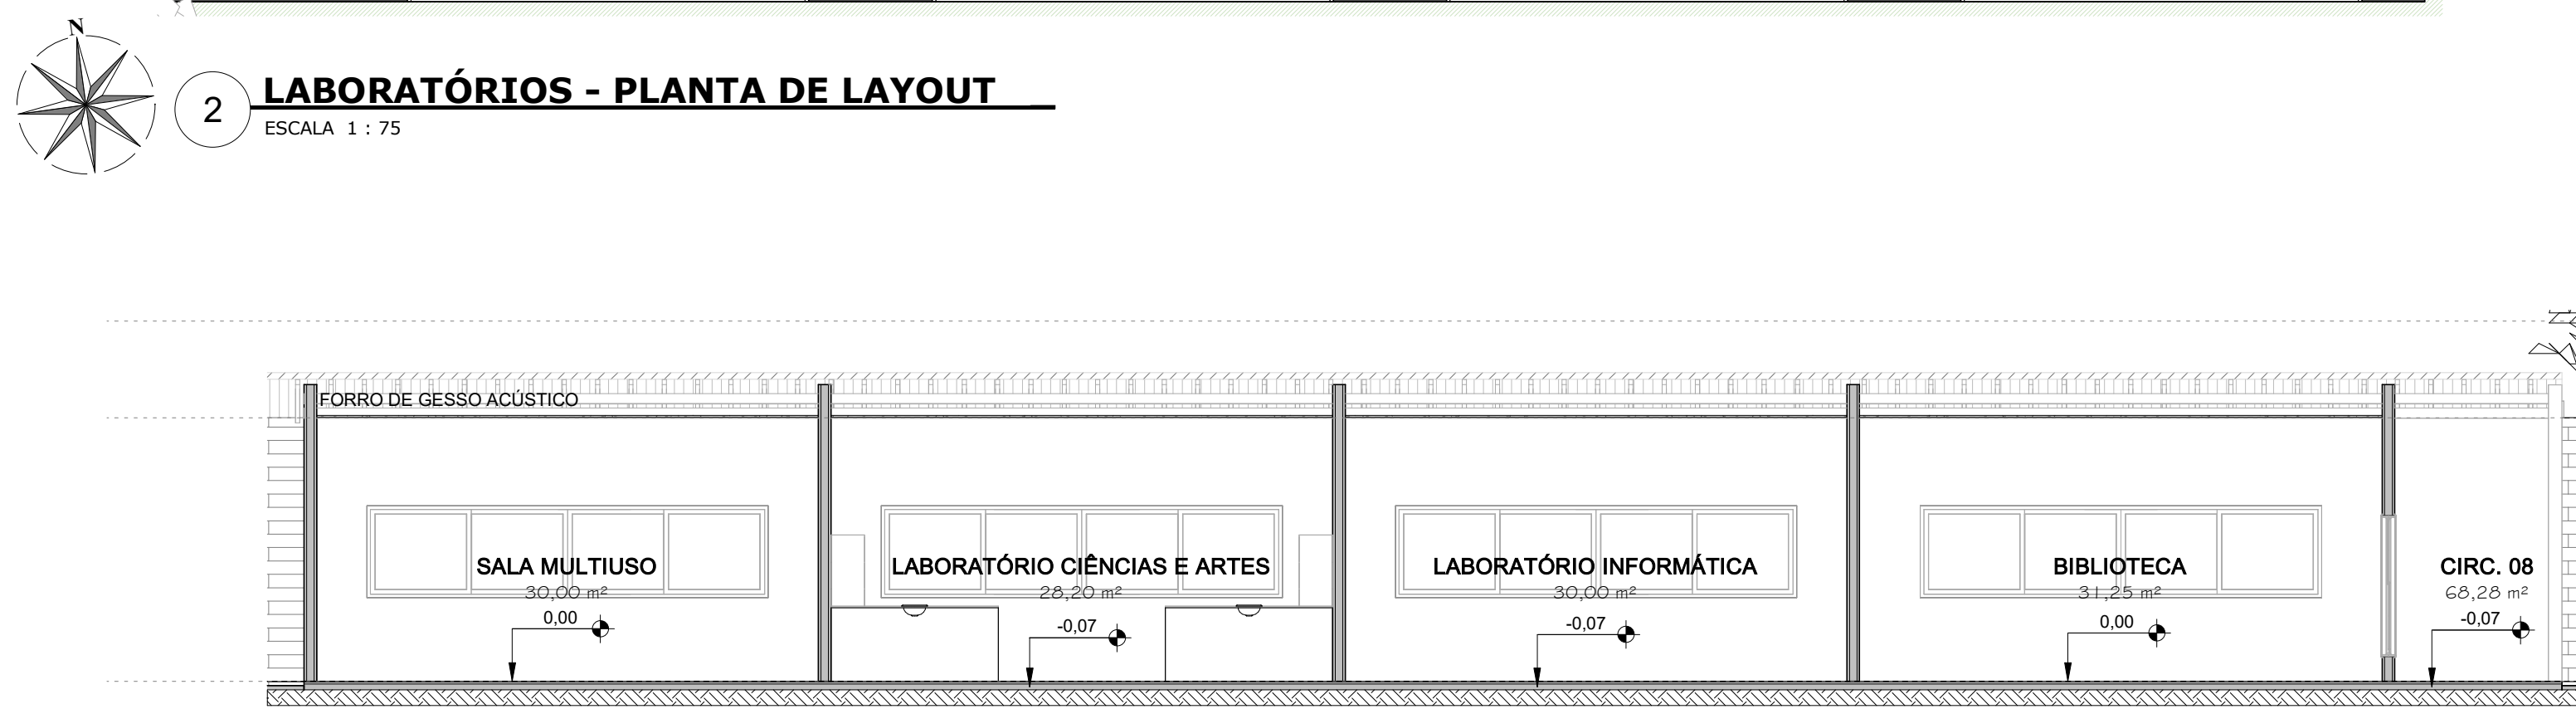 N
2
LABORATÓRIOS - PLANTA DE LAYOUT
ESCALA 1 : 75
FORRO DE GESSO ACÚSTICO
SALA MULTIUSO
30,00 m²
0,00
LABORATÓRIO CIÊNCIAS E ARTES
28,20 m²
-0,07
LABORATÓRIO INFORMÁTICA
30,00 m²
-0,07
BIBLIOTECA
31,25 m²
0,00
CIRC. 08
68,28 m²
-0,07